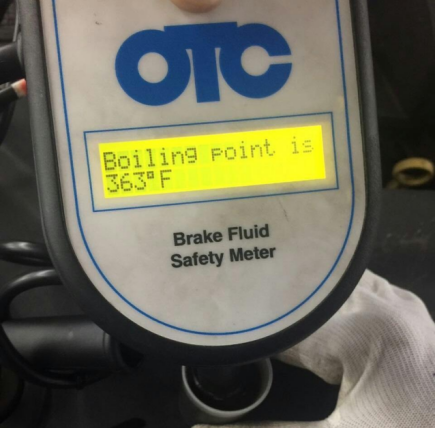 OTC
Boiling point is
363°F
Brake Fluid
Safety Meter